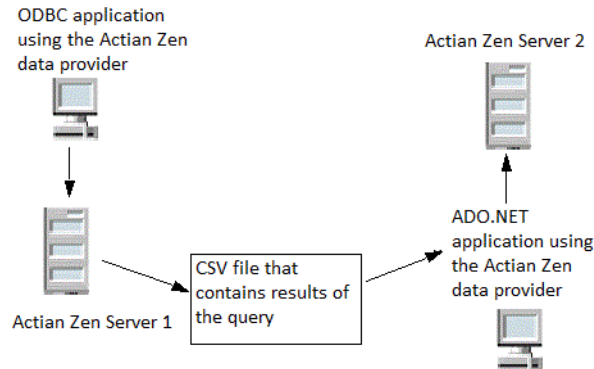 ODBC application
using the Actian Zen
data provider
Actian Zen Server 1
CSV file that
contains results of
the query
Actian Zen Server 2
ADO.NET
application using
the Actian Zen
data provider